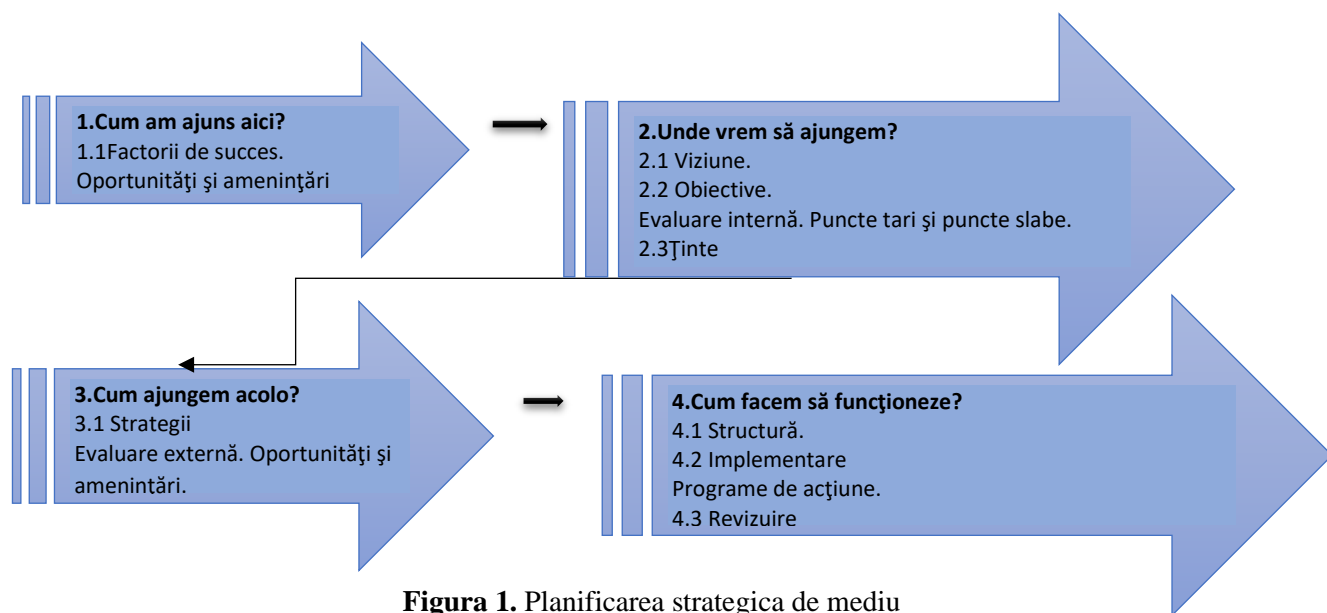 1.Cum am ajuns aici?
1.1Factorii de succes.
Oportunităţi şi ameninţări
2.Unde vrem să ajungem?
2.1 Viziune.
2.2 Obiective.
Evaluare internă. Puncte tari şi puncte slabe.
2.3Ţinte
3.Cum ajungem acolo?
3.1 Strategii
Evaluare externă. Oportunităţi şi
amenintări.
4.Cum facem să funcţioneze?
4.1 Structură.
4.2 Implementare
Programe de acţiune.
4.3 Revizuire
Figura 1. Planificarea strategica de mediu